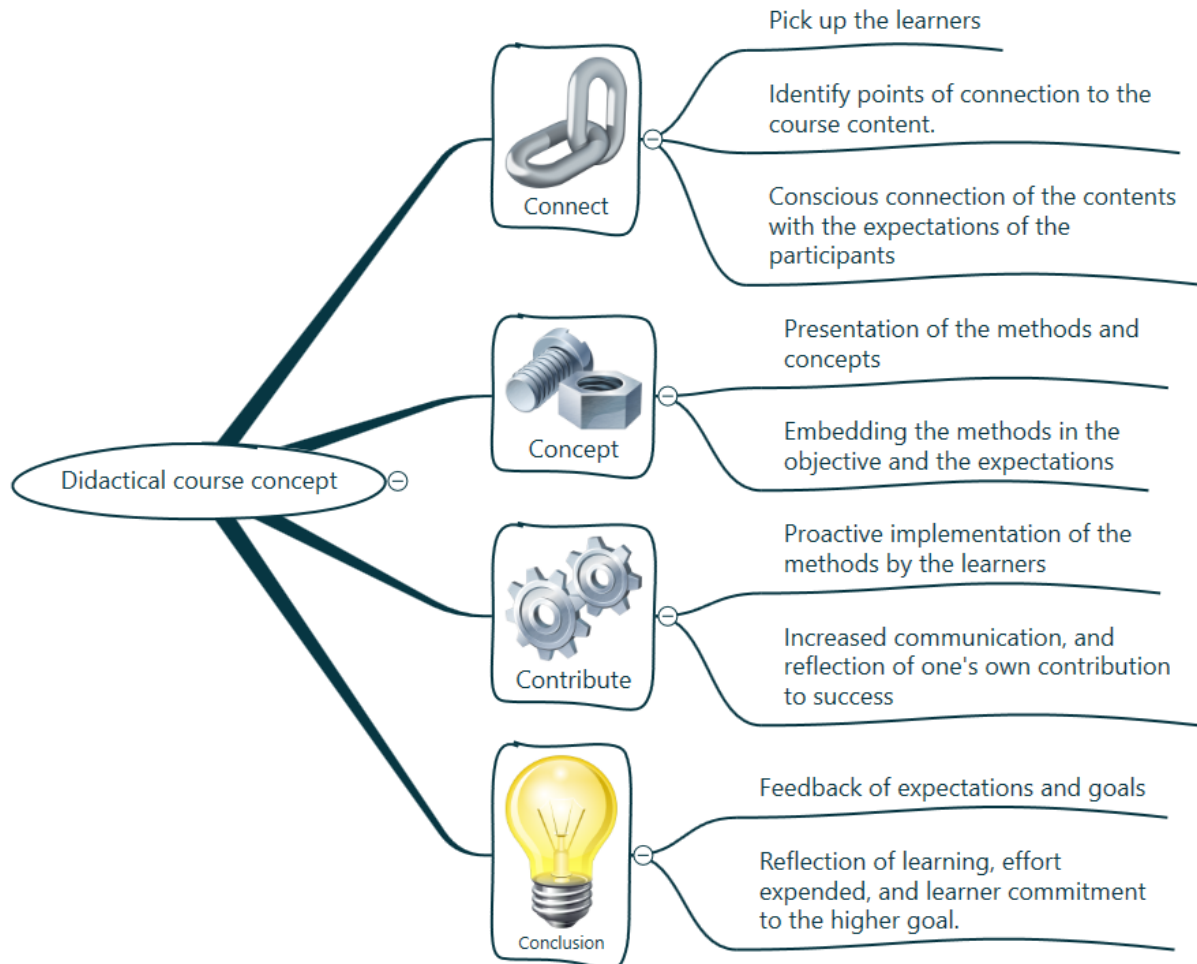 Didactical course concept
Connect
Pick up the learners
Identify points of connection to the
course content.
Conscious connection of the contents
with the expectations of the
participants
Concept
Presentation of the methods and
concepts
Embedding the methods in the
objective and the expectations
Contribute
Proactive implementation of the
methods by the learners
Increased communication, and
reflection of one's own contribution
to success
Conclusion
Feedback of expectations and goals
Reflection of learning, effort
expended, and learner commitment
to the higher goal.